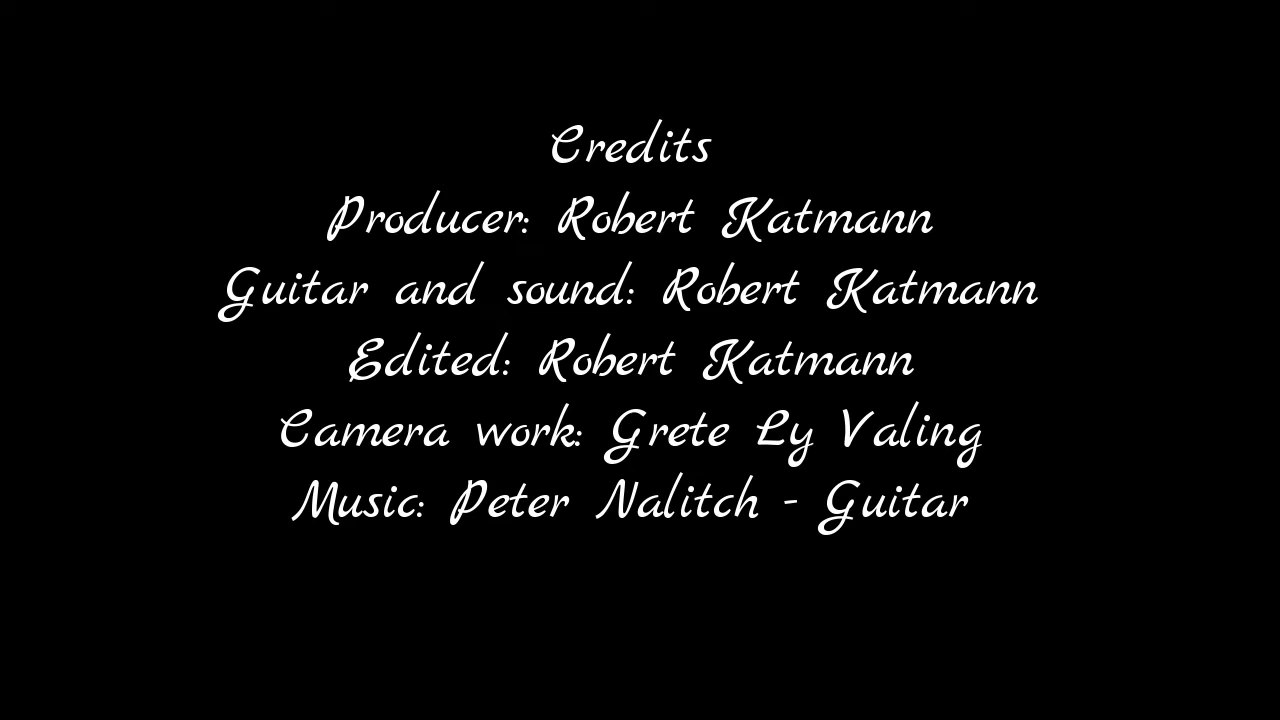 Credits
Producer: Robert Katmann
Guitar and sound: Robert Katmann
Edited: Robert Katmann
Camera work: Grete Ly Valing
Music: Peter Nalitch - Guitar